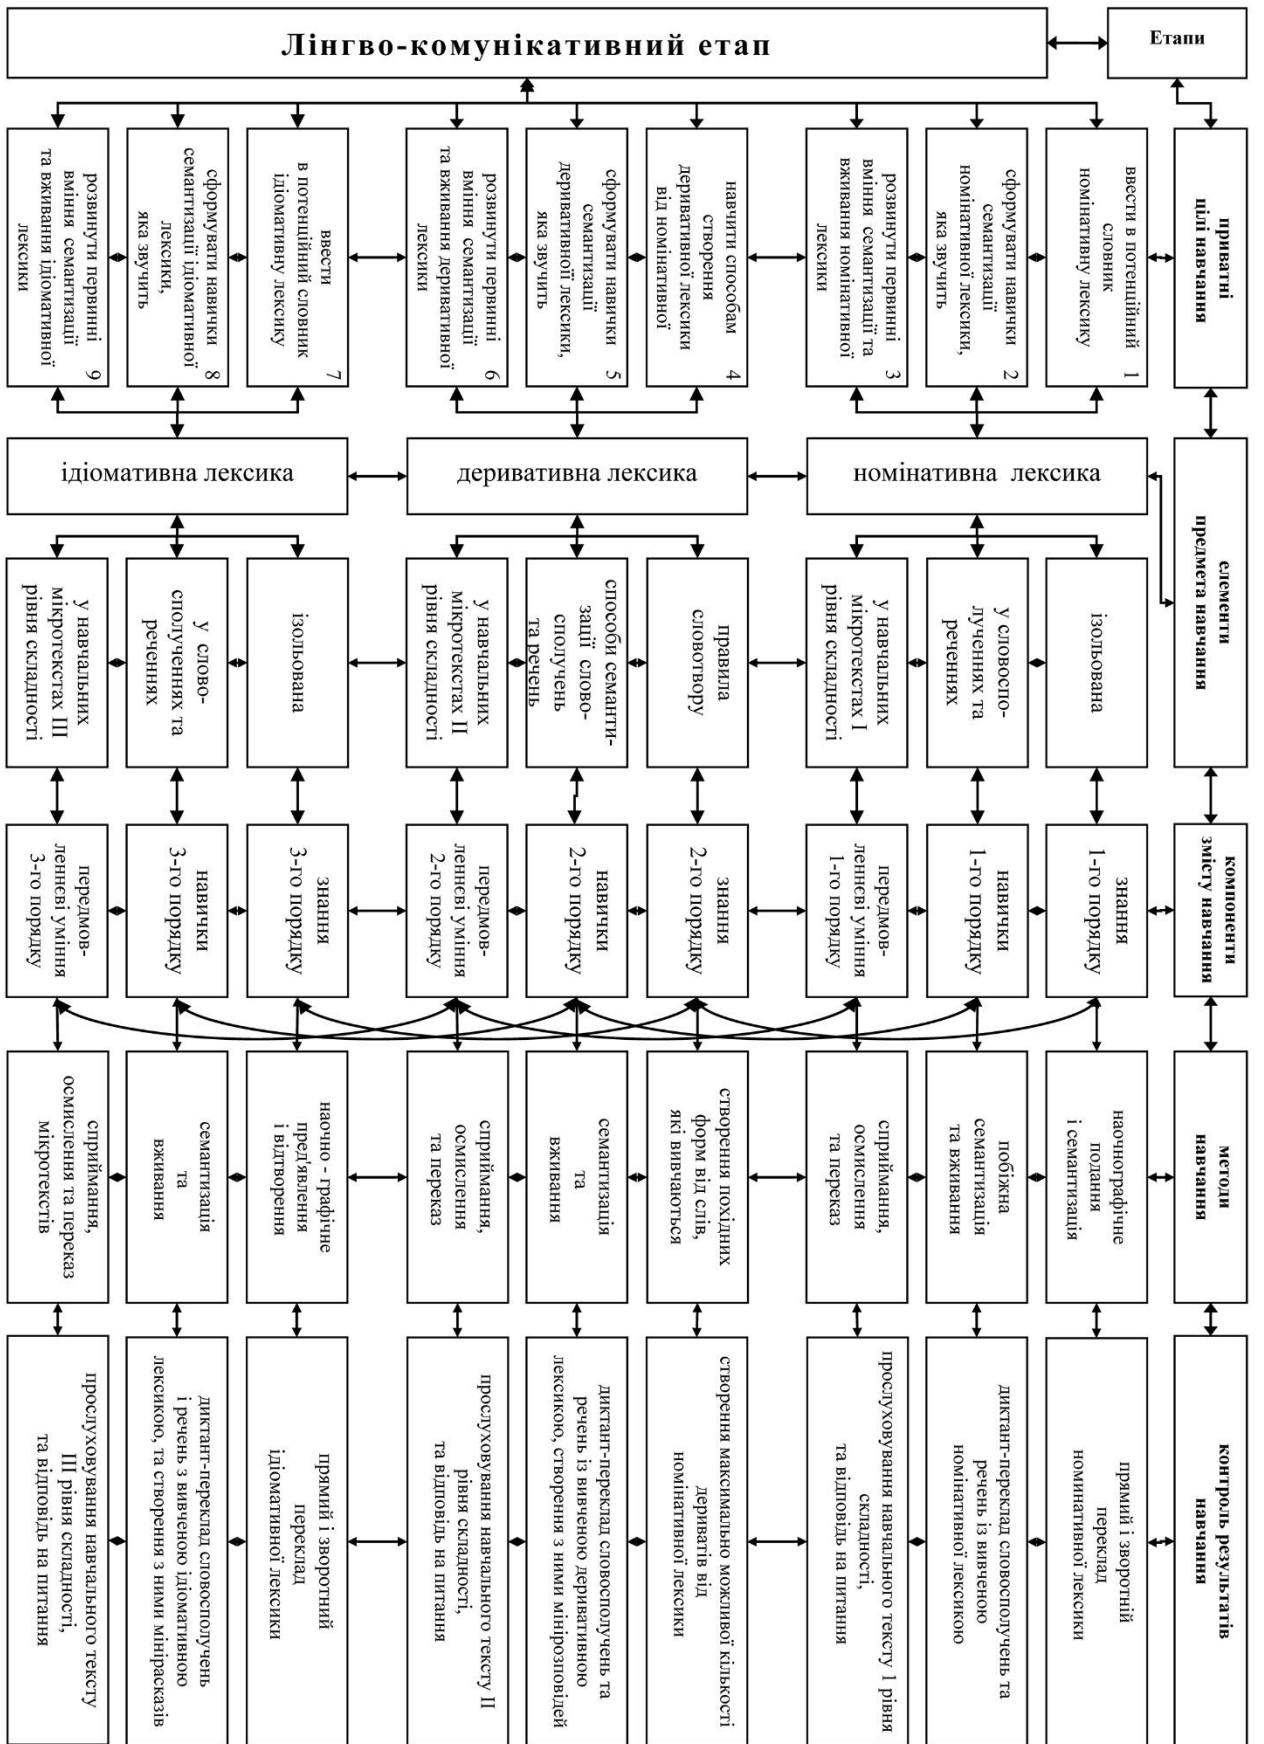 Етапи
Лінгво-комунікативний етап
приватні
цілі навчання
ввести в потенційний
словник
номінативну лексику
1
сформувати навички
семантизації
номінативної лексики,
яка звучить
2
розвинути первинні
вміння семантизації та
вживання номінативної
лексики
3
навчити способам
створення
деривативної лексики
від номінативної
4
сформувати навички
семантизації
деривативної лексики,
яка звучить
5
розвинути первинні
вміння семантизації
та вживання деривативної
лексики
6
ввести
в потенційний словник
ідіомативну лексику
7
сформувати навички
семантизації ідіомативної
лексики,
яка звучить
8
розвинути первинні
вміння семантизації
та вживання ідіомативної
лексики
9
елементи
предмета навчання
номінативна лексика
деривативна лексика
ідіомативна лексика
ізольована
у словоспо-
лученнях та
реченнях
у навчальних
мікротекстах I
рівня складності
правила
словотвору
способи семанти-
зації слово-
сполучень
та речень
у навчальних
мікротекстах II
рівня складності
ізольована
у слово-
сполученнях та
реченнях
у навчальних
мікротекстах III
рівня складності
компоненти
змісту навчання
знання
1-го порядку
навички
1-го порядку
передмов-
леннєві уміння
1-го порядку
знання
2-го порядку
навички
2-го порядку
передмов-
леннєві уміння
2-го порядку
знання
3-го порядку
навички
3-го порядку
передмов-
леннєві уміння
3-го порядку
методи
навчання
наочнографічне
подання
і семантизація
побіжна
семантизація
та вживання
сприймання,
осмислення
та переказ
створення похідних
форм від слів,
які вивчаються
семантизація
та
вживання
сприймання,
осмислення
та переказ
наочно - графічне
пред'явлення
і відтворення
семантизація
та
вживання
сприймання,
осмислення та переказ
мікротекстів
контроль результатів
навчання
прямий і зворотній
переклад
номинативної лексики
диктант-переклад словосполучень та
речень із вивченою
номінативної лексикою
прослуховування навчального тексту 1 рівня
складності,
та відповідь на питання
створення максимально можливої кількості
дериватів від
номінативної лексики
диктант-переклад словосполучень та
речень із вивченою деривативною
лексикою, створення з ними мінірозповідей
прослуховування навчального тексту II
рівня складності,
та відповідь на питання
прямий і зворотний
переклад
ідіомативної лексики
диктант-переклад словосполучень
і речень з вивченою ідіомативною
лексикою, та створення з ними мінірасказів
прослуховування навчального тексту
III рівня складності,
та відповідь на питання